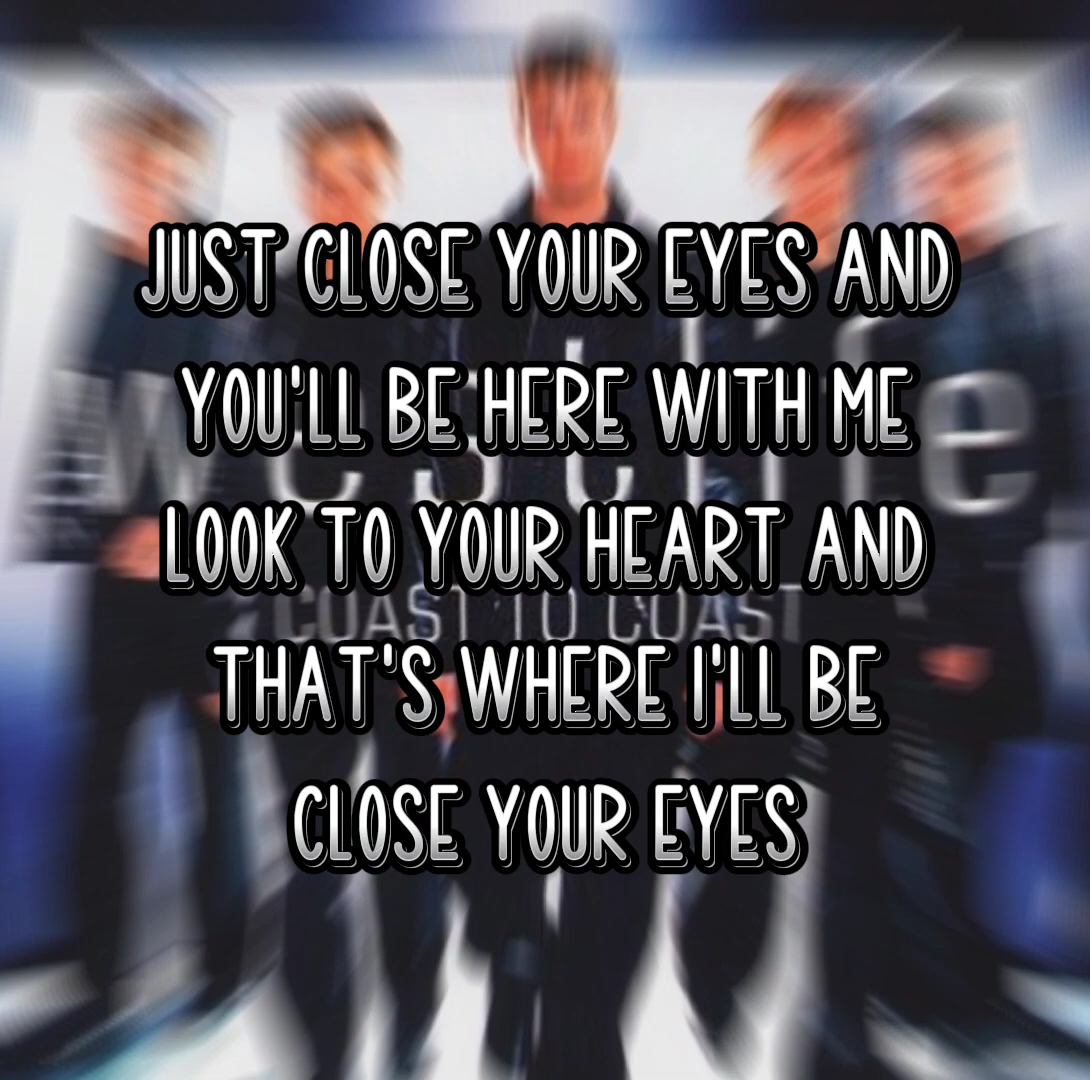 JUST CLOSE YOUR EYES AND
YOU'LL BE HERE WITH ME
westlife
LOOK TO YOUR HEART AND
COAST TO COAST
THAT'S WHERE I'LL BE
CLOSE YOUR EYES